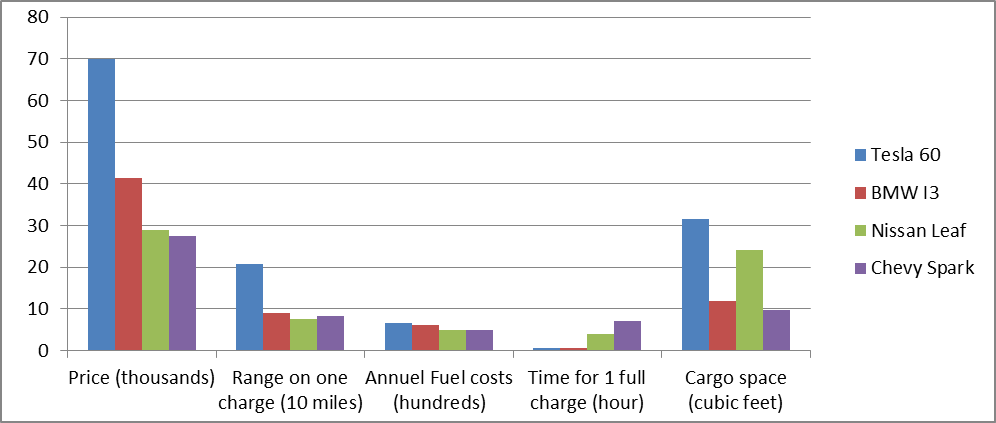 80
70
60
50
40
30
20
10
0
Price (thousands)
Range on one
charge (10 miles)
Annuel Fuel costs
(hundreds)
Time for 1 full
charge (hour)
Cargo space
(cubic feet)
Tesla 60
BMW I3
Nissan Leaf
Chevy Spark